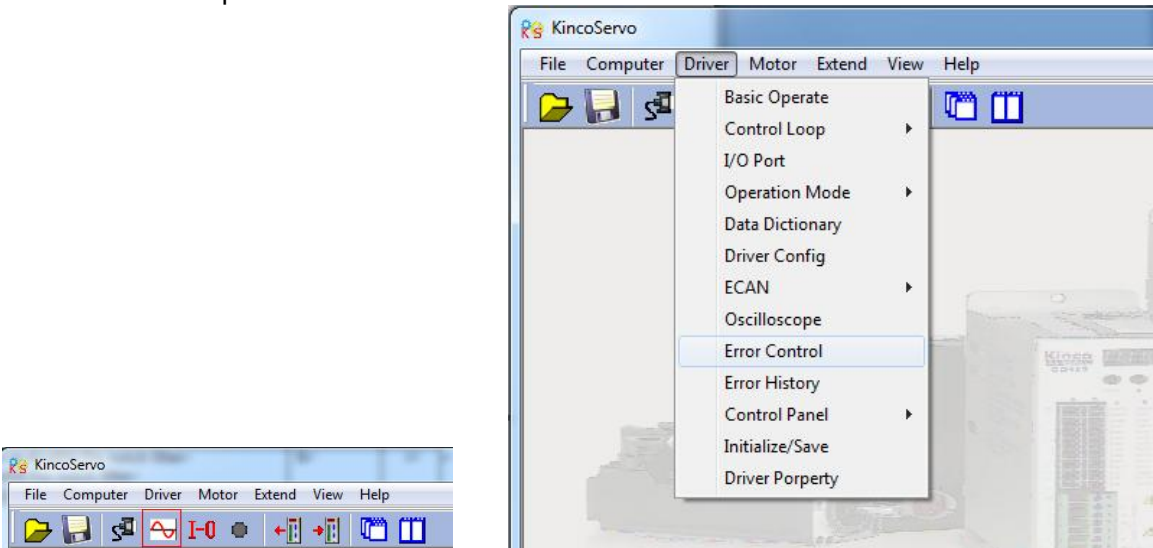 KincoServo
File Computer Driver Motor Extend View Help
Basic Operate
Control Loop
I/O Port
Operation Mode
Data Dictionary
Driver Config
ECAN
Oscilloscope
Error Control
Error History
Control Panel
Initialize/Save
Driver Porperty
Kinco
KincoServo
File Computer Driver Motor Extend View Help
I-0